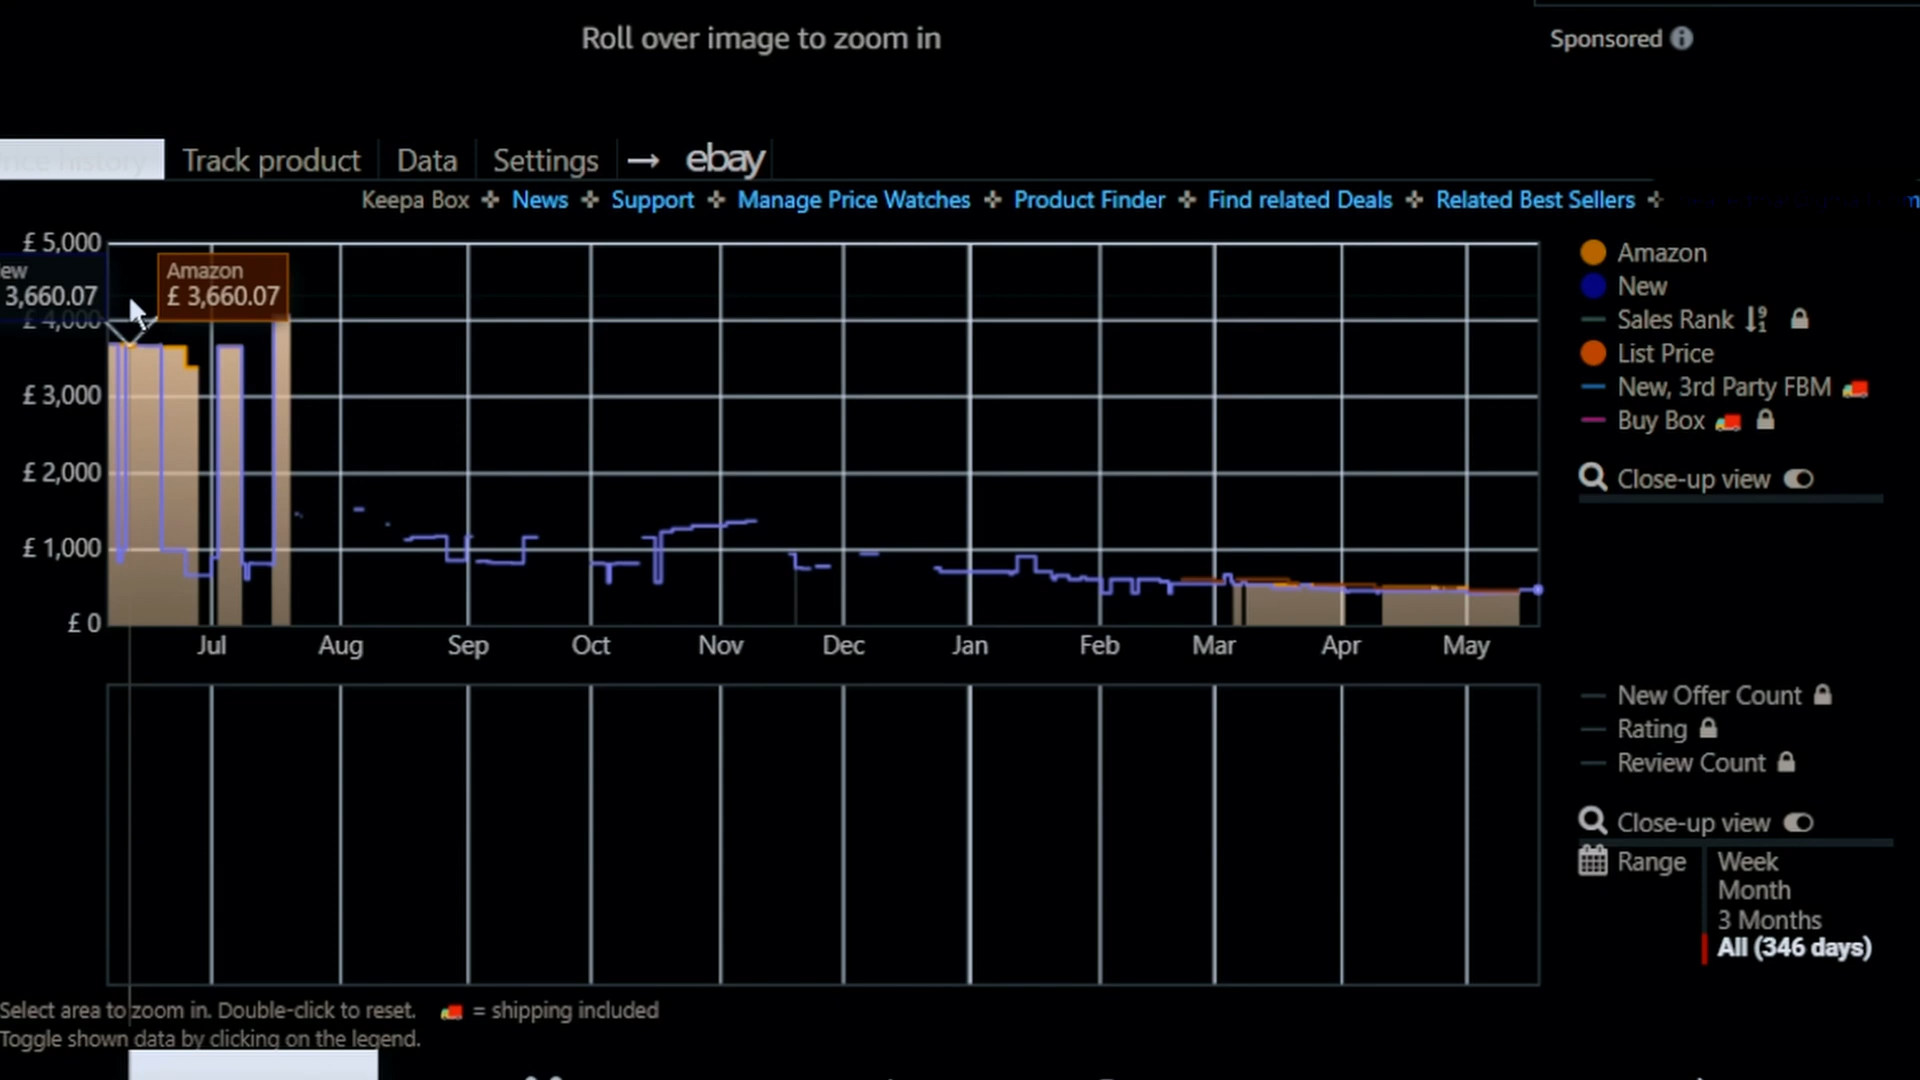 Roll over image to zoom in
Sponsored
Price history Track product Data Settings → ebay
Keepa Box ✣ News ✣ Support ✣ Manage Price Watches ✣ Product Finder ✣ Find related Deals ✣ Related Best Sellers ✣
£ 5,000
£ 4,000
£ 3,000
£ 2,000
£ 1,000
£ 0
ew
3,660.07
Amazon
£ 3,660.07
Jul Aug Sep Oct Nov Dec Jan Feb Mar Apr May
Amazon
New
Sales Rank
List Price
New, 3rd Party FBM
Buy Box
Close-up view
New Offer Count
Rating
Review Count
Close-up view
Range
Week
Month
3 Months
All (346 days)
Select area to zoom in. Double-click to reset. = shipping included
Toggle shown data by clicking on the legend.